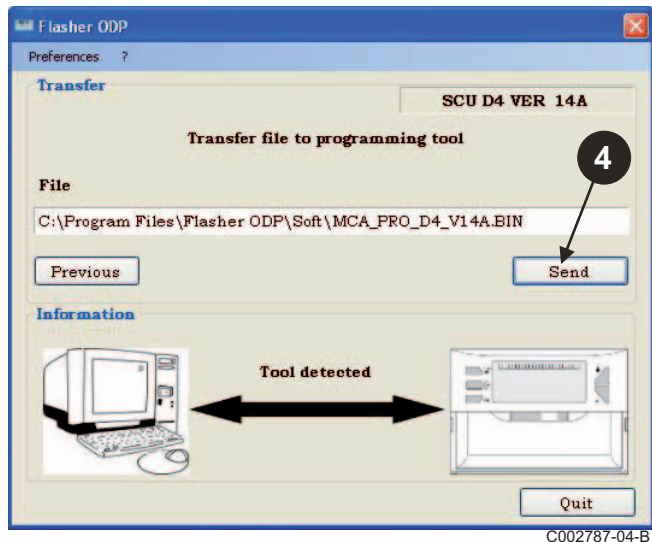 Flasher ODP
Preferences ?
Transfer
SCU D4 VER 14A
Transfer file to programming tool
4
File
C:\Program Files\Flasher ODP\Soft\MCA_PRO_D4_V14A.BIN
Previous Send
Information
Tool detected
Quit
C002787-04-B